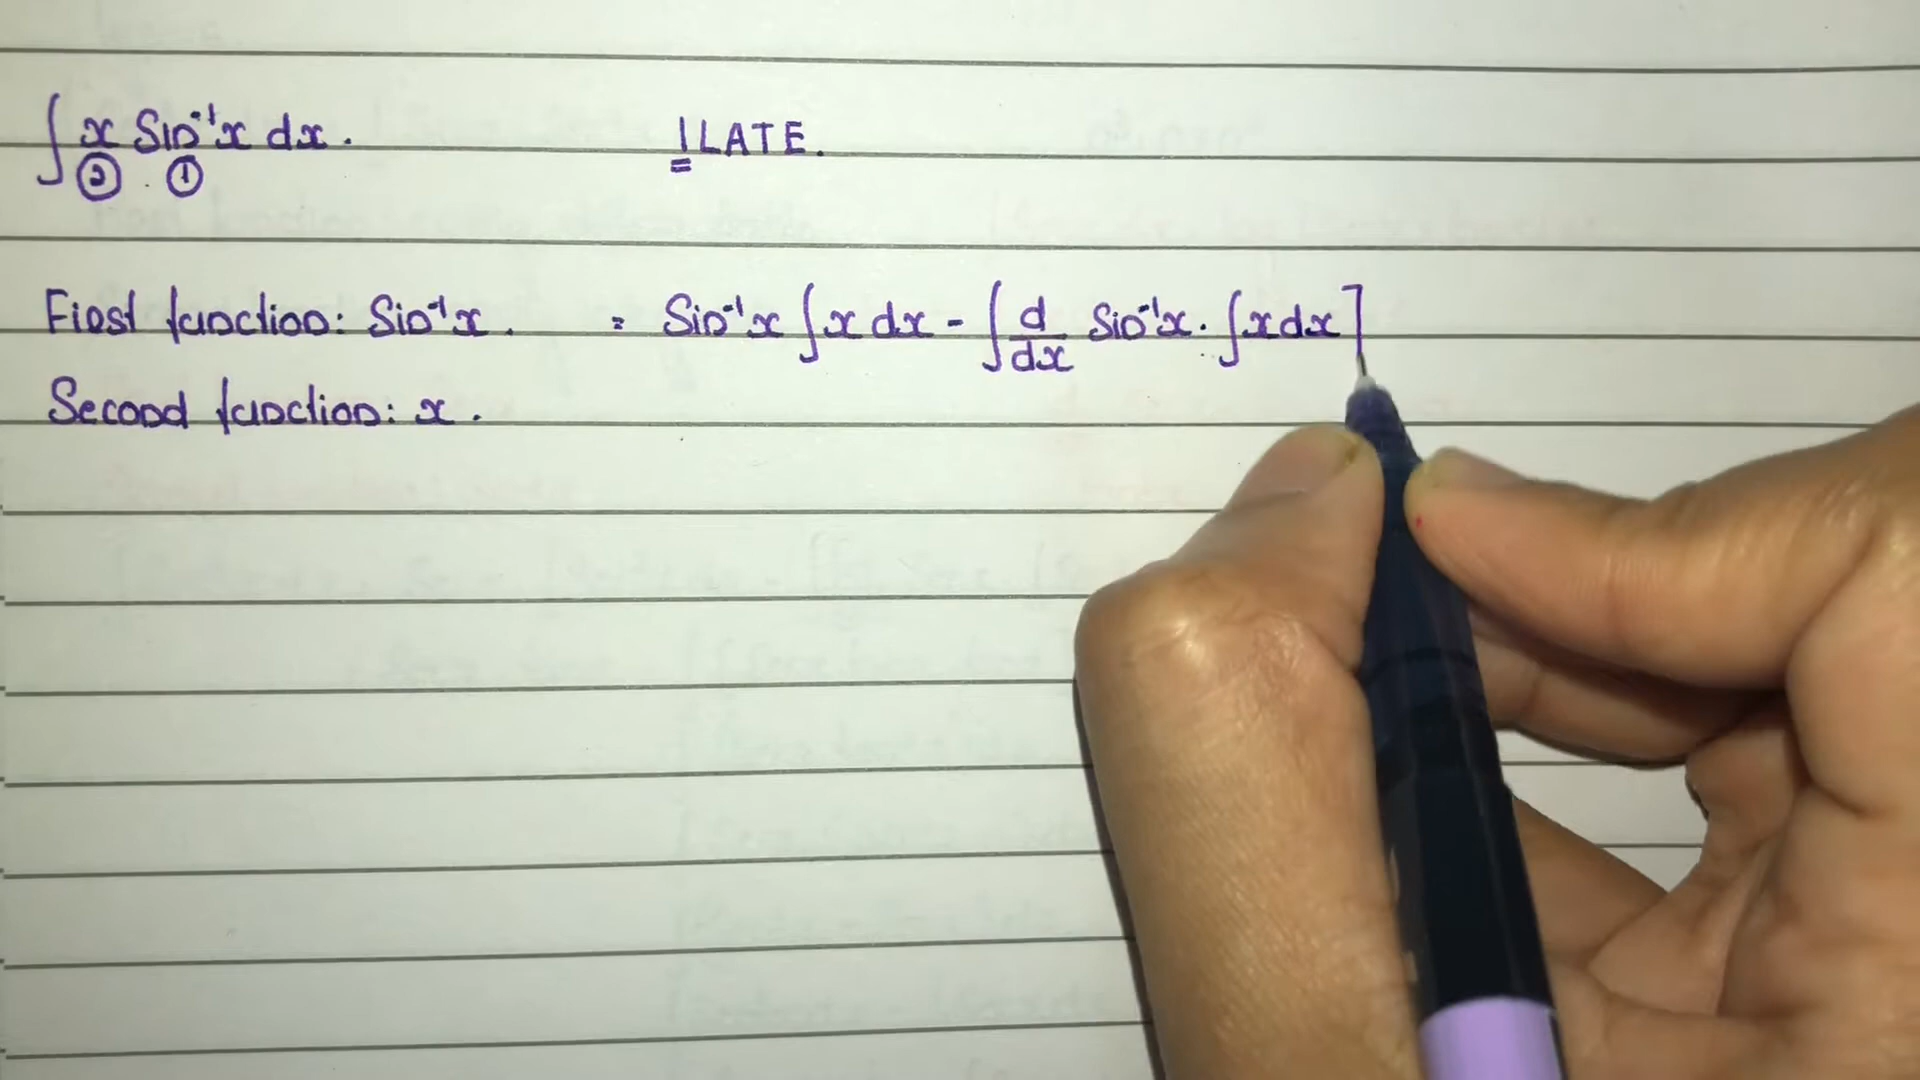 ∫ x Sin⁻¹x dx. ILATE.
② . ①
First function: Sin⁻¹x. = Sin⁻¹x ∫x dx - ∫ d/dx Sin⁻¹x . ∫x dx]
Second function: x.